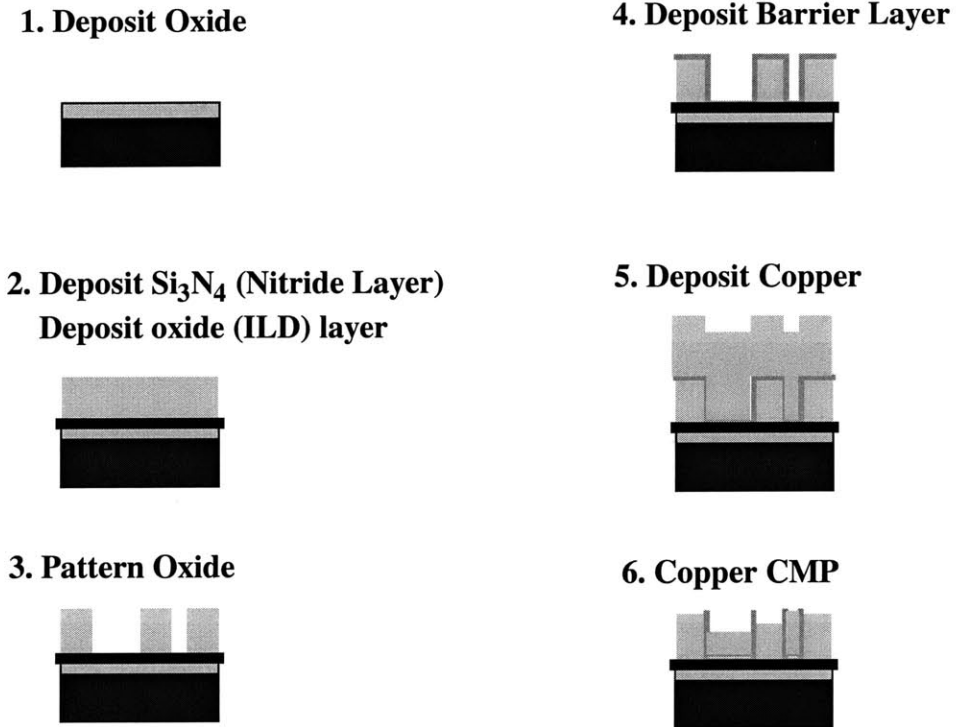 1. Deposit Oxide
2. Deposit Si₃N₄ (Nitride Layer)
Deposit oxide (ILD) layer
3. Pattern Oxide
4. Deposit Barrier Layer
5. Deposit Copper
6. Copper CMP